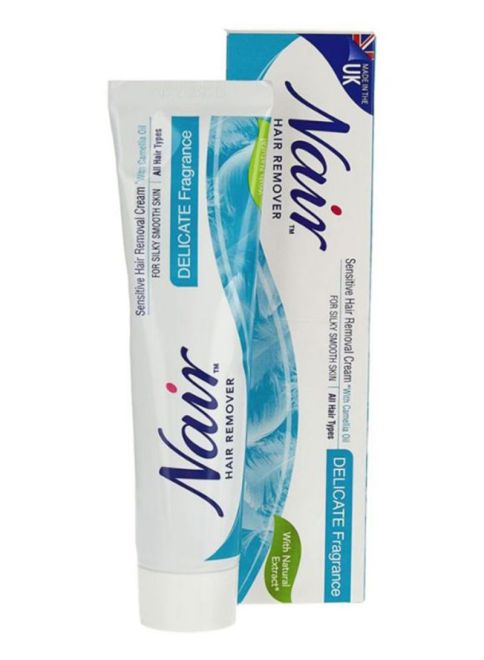 Nair™
HAIR REMOVER
Sensitive Hair Removal Cream *With Camellia Oil
FOR SILKY SMOOTH SKIN | All Hair Types
DELICATE Fragrance
MADE IN THE
UK
Nair™
HAIR REMOVER
Sensitive Hair Removal Cream *With Camellia Oil
FOR SILKY SMOOTH SKIN | All Hair Types
DELICATE Fragrance
With Natural
Extract*